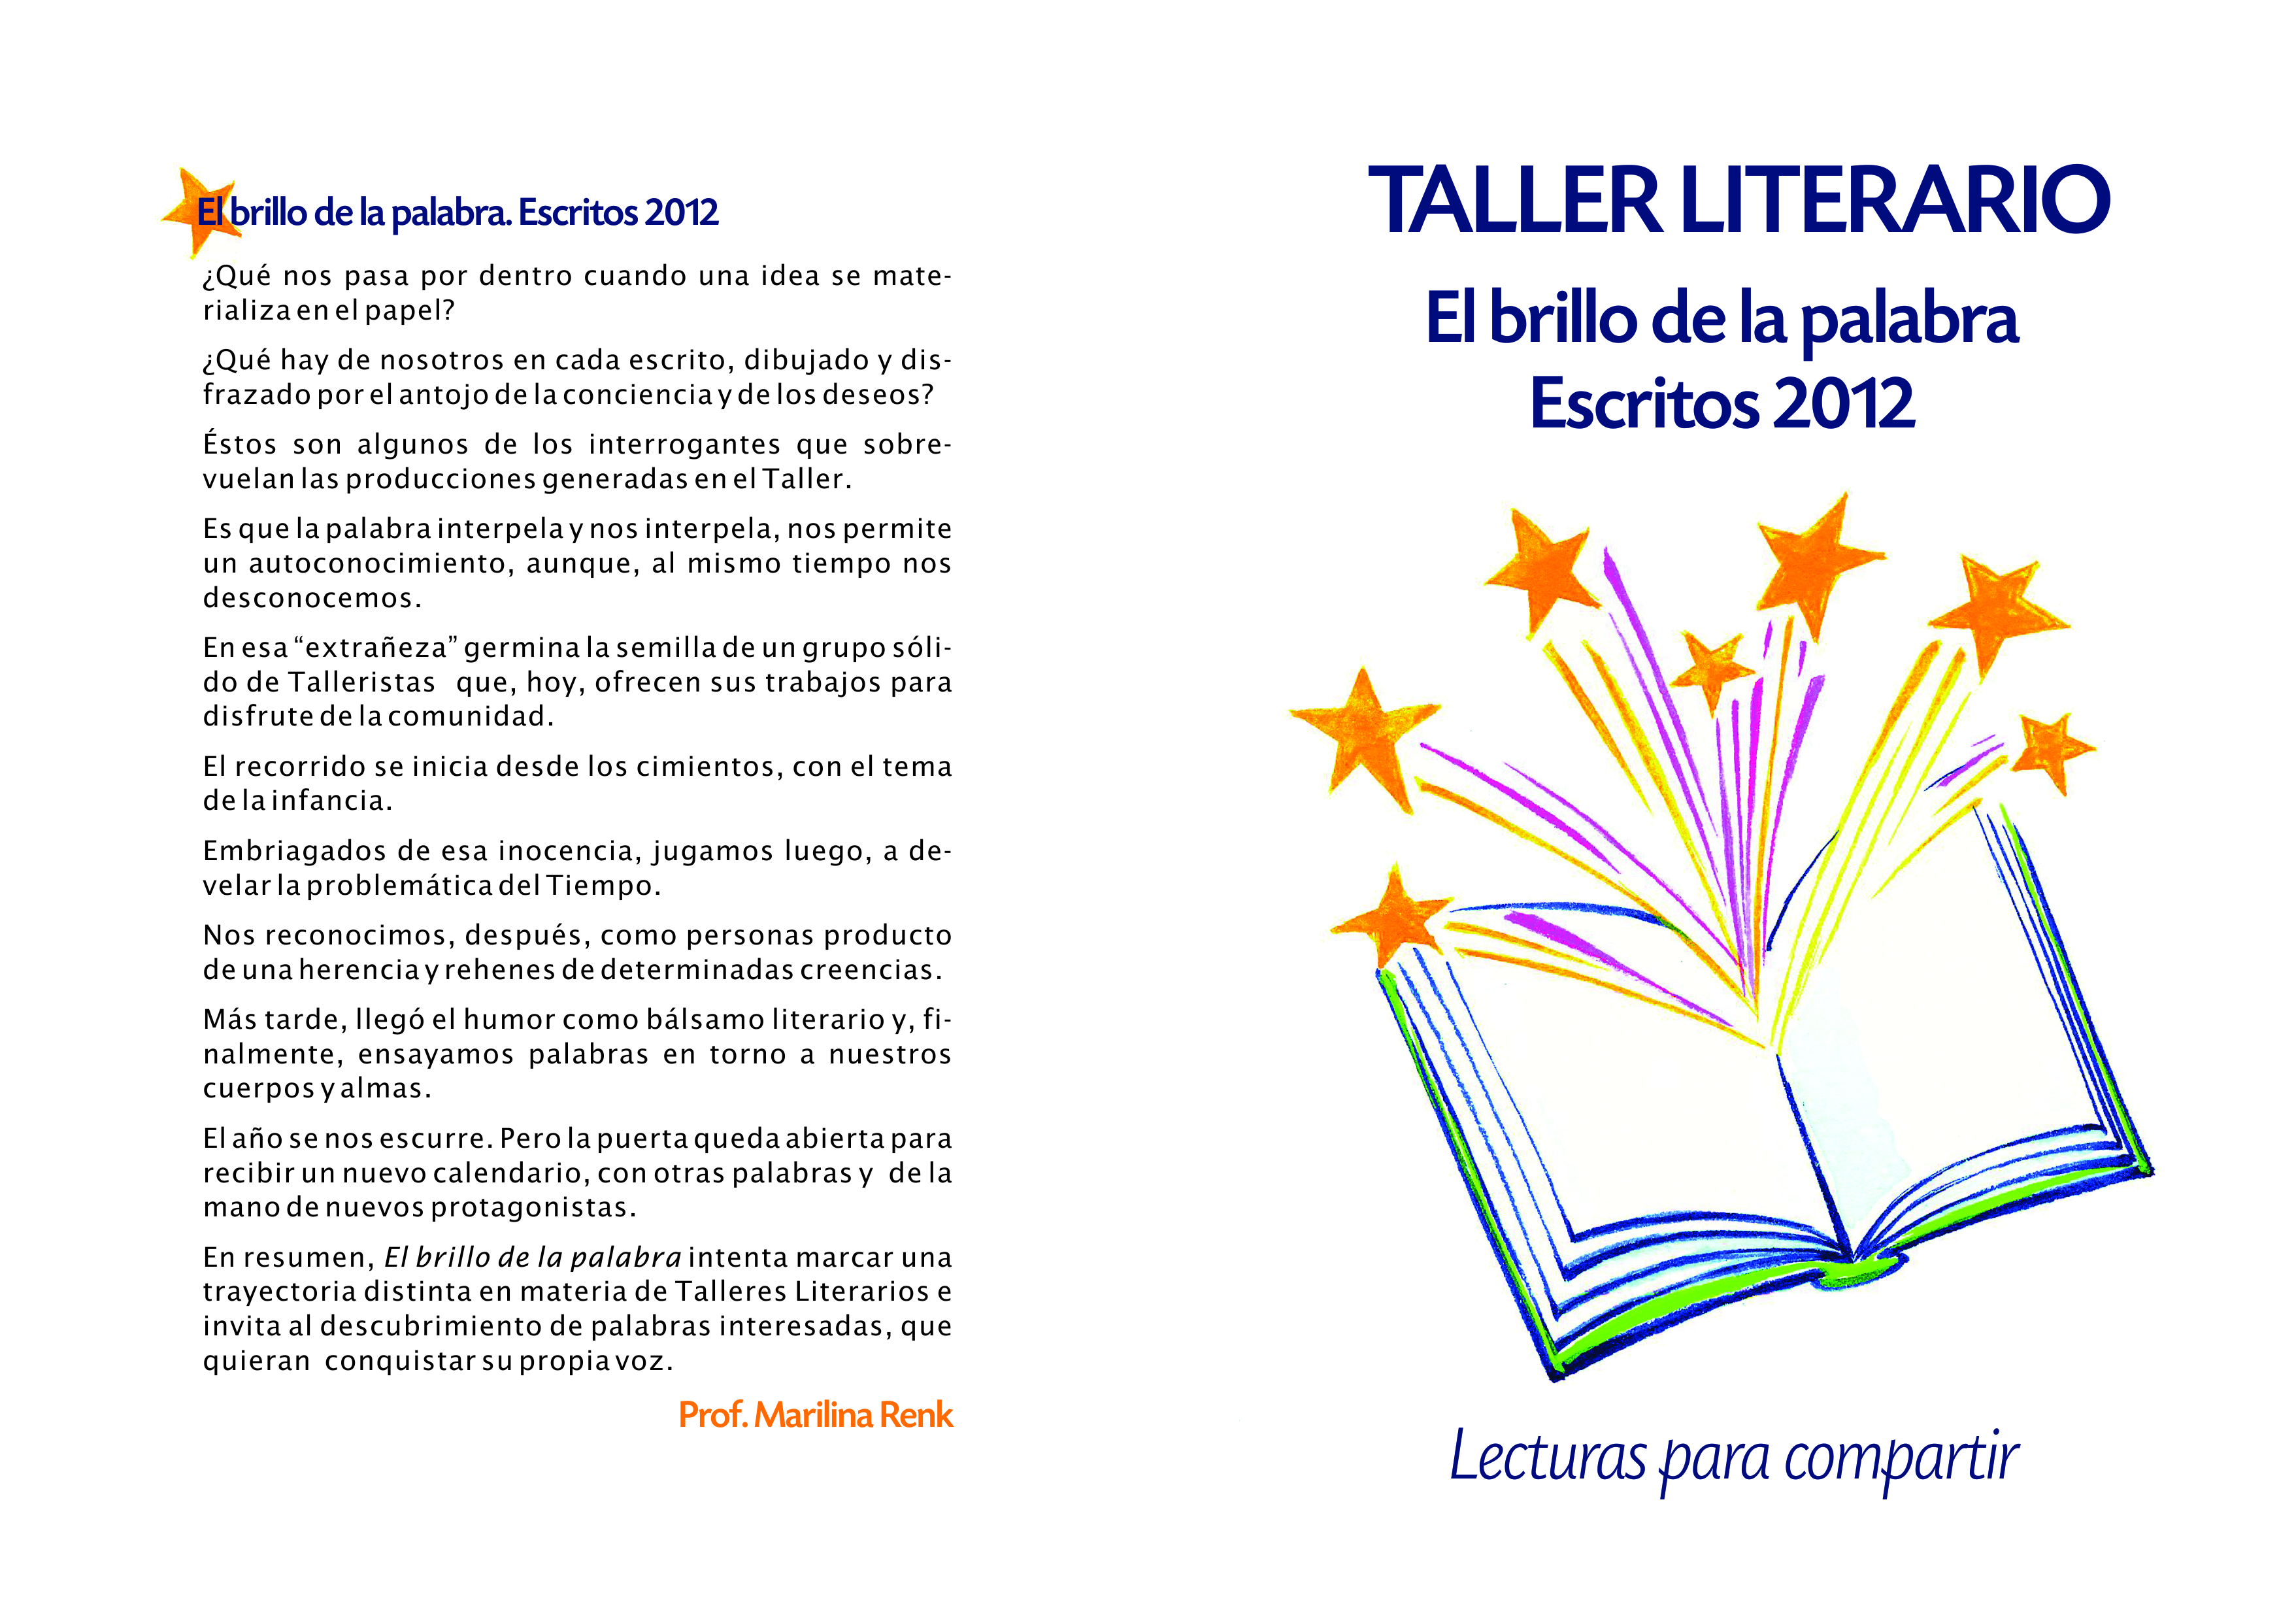 El brillo de la palabra. Escritos 2012
¿Qué nos pasa por dentro cuando una idea se mate-
rializa en el papel?
¿Qué hay de nosotros en cada escrito, dibujado y dis-
frazado por el antojo de la conciencia y de los deseos?
Éstos son algunos de los interrogantes que sobre-
vuelan las producciones generadas en el Taller.
Es que la palabra interpela y nos interpela, nos permite
un autoconocimiento, aunque, al mismo tiempo nos
desconocemos.
En esa “extrañeza” germina la semilla de un grupo sóli-
do de Talleristas que, hoy, ofrecen sus trabajos para
disfrute de la comunidad.
El recorrido se inicia desde los cimientos, con el tema
de la infancia.
Embriagados de esa inocencia, jugamos luego, a de-
velar la problemática del Tiempo.
Nos reconocimos, después, como personas producto
de una herencia y rehenes de determinadas creencias.
Más tarde, llegó el humor como bálsamo literario y, fi-
nalmente, ensayamos palabras en torno a nuestros
cuerpos y almas.
El año se nos escurre. Pero la puerta queda abierta para
recibir un nuevo calendario, con otras palabras y de la
mano de nuevos protagonistas.
En resumen, El brillo de la palabra intenta marcar una
trayectoria distinta en materia de Talleres Literarios e
invita al descubrimiento de palabras interesadas, que
quieran conquistar su propia voz.
Prof. Marilina Renk
TALLER LITERARIO
El brillo de la palabra
Escritos 2012
Lecturas para compartir